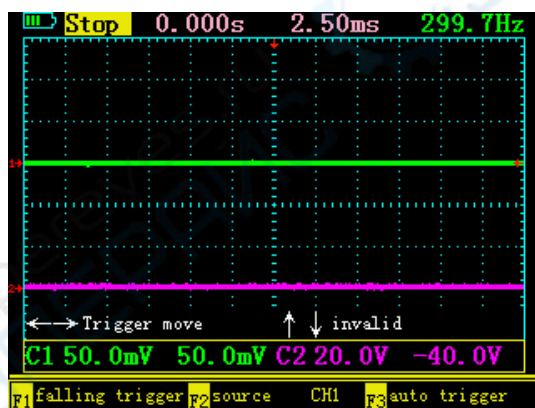 Stop 0.000s 2.50ms 299.7Hz
1
2
Trigger move invalid
C1 50.0mV 50.0mV C2 20.0V -40.0V
F1 falling trigger F2 source CH1 F3 auto trigger